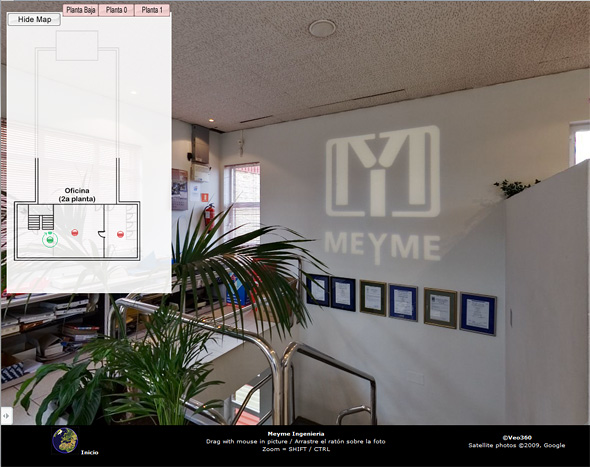 Planta Baja
Planta 0
Planta 1
Hide Map
Oficina
(2a planta)
MEYME
Inicio
Meyme Ingenieria
Drag with mouse in picture / Arrastre el ratón sobre la foto
Zoom = SHIFT / CTRL
©Veo360
Satellite photos ©2009, Google